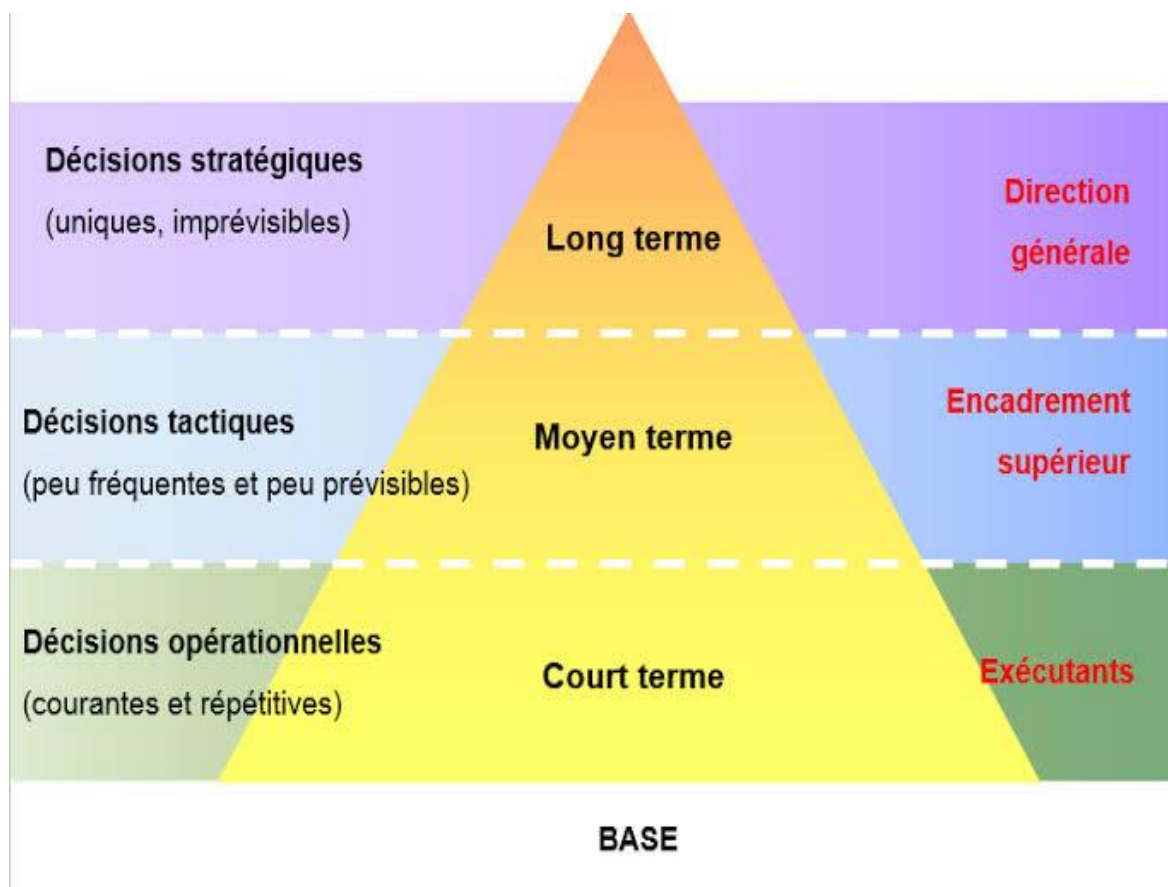 Décisions stratégiques
(uniques, imprévisibles)
Long terme
Direction
générale
Décisions tactiques
(peu fréquentes et peu prévisibles)
Moyen terme
Encadrement
supérieur
Décisions opérationnelles
(courantes et répétitives)
Court terme
Exécutants
BASE